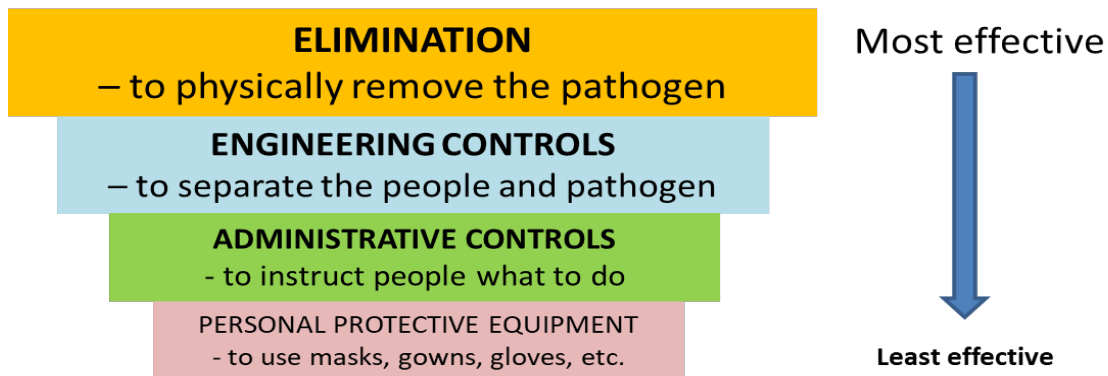 ELIMINATION
– to physically remove the pathogen
Most effective
ENGINEERING CONTROLS
– to separate the people and pathogen
ADMINISTRATIVE CONTROLS
- to instruct people what to do
PERSONAL PROTECTIVE EQUIPMENT
- to use masks, gowns, gloves, etc.
Least effective